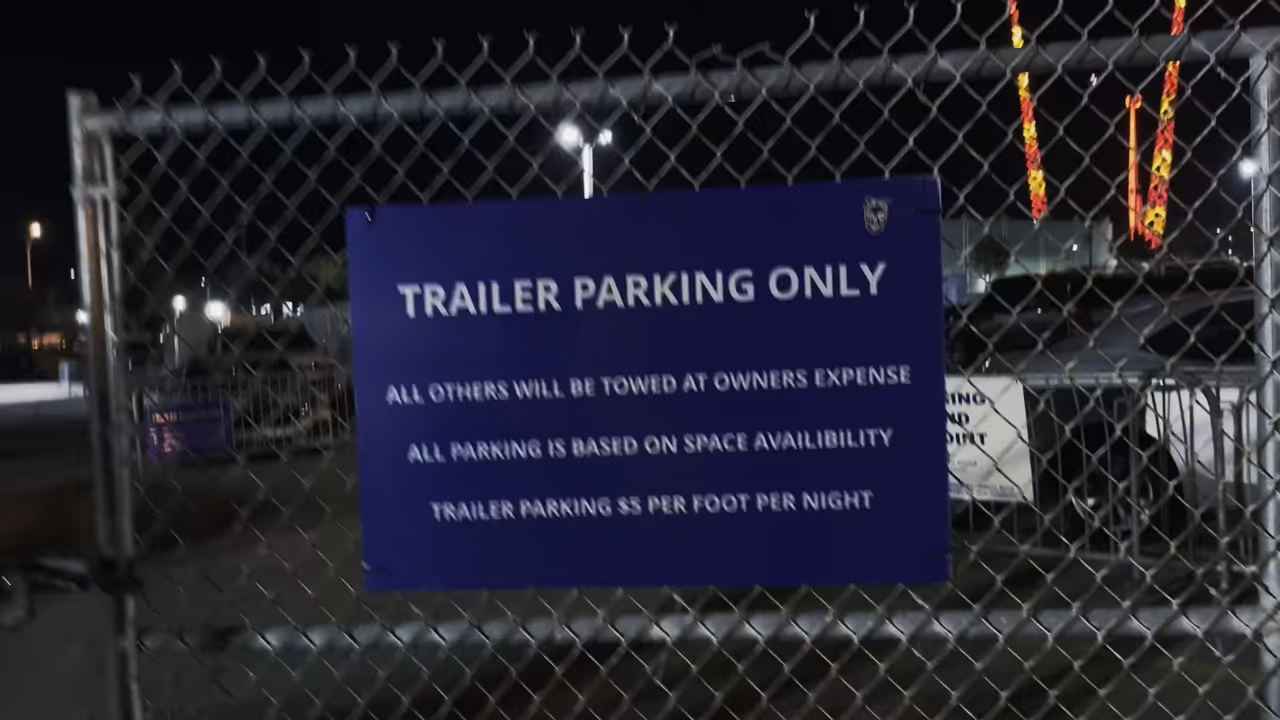 TRAILER PARKING ONLY
ALL OTHERS WILL BE TOWED AT OWNERS EXPENSE
ALL PARKING IS BASED ON SPACE AVAILIBILITY
TRAILER PARKING $5 PER FOOT PER NIGHT